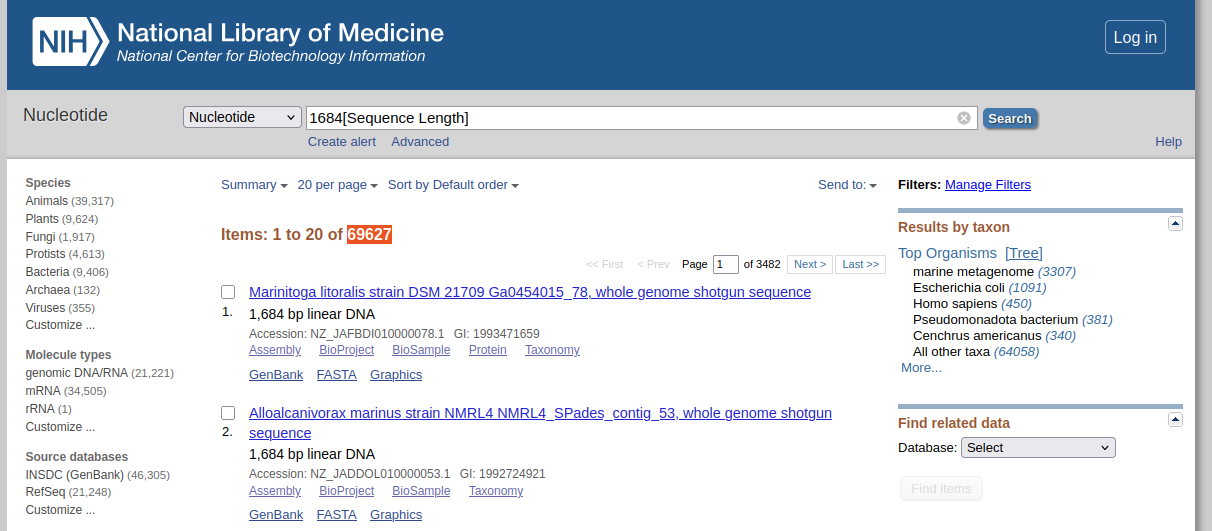 NIH National Library of Medicine
National Center for Biotechnology Information
Log in
Nucleotide
Nucleotide
1684[Sequence Length]
Search
Create alert Advanced
Help
Species
Animals (39,317)
Plants (9,624)
Fungi (1,917)
Protists (4,613)
Bacteria (9,406)
Archaea (132)
Viruses (355)
Customize ...
Molecule types
genomic DNA/RNA (21,221)
mRNA (34,505)
rRNA (1)
Customize ...
Source databases
INSDC (GenBank) (46,305)
RefSeq (21,248)
Customize ...
Summary 20 per page Sort by Default order
Send to:
Items: 1 to 20 of 69627
<< First < Prev Page 1 of 3482 Next > Last >>
Marinitoga litoralis strain DSM 21709 Ga0454015_78, whole genome shotgun sequence
1. 1,684 bp linear DNA
Accession: NZ_JAFBDI010000078.1 GI: 1993471659
Assembly BioProject BioSample Protein Taxonomy
GenBank FASTA Graphics
Alloalcanivorax marinus strain NMRL4 NMRL4_SPades_contig_53, whole genome shotgun
2. sequence
1,684 bp linear DNA
Accession: NZ_JADDOL010000053.1 GI: 1992724921
Assembly BioProject BioSample Taxonomy
GenBank FASTA Graphics
Filters: Manage Filters
Results by taxon
Top Organisms [Tree]
marine metagenome (3307)
Escherichia coli (1091)
Homo sapiens (450)
Pseudomonadota bacterium (381)
Cenchrus americanus (340)
All other taxa (64058)
More...
Find related data
Database: Select
Find items